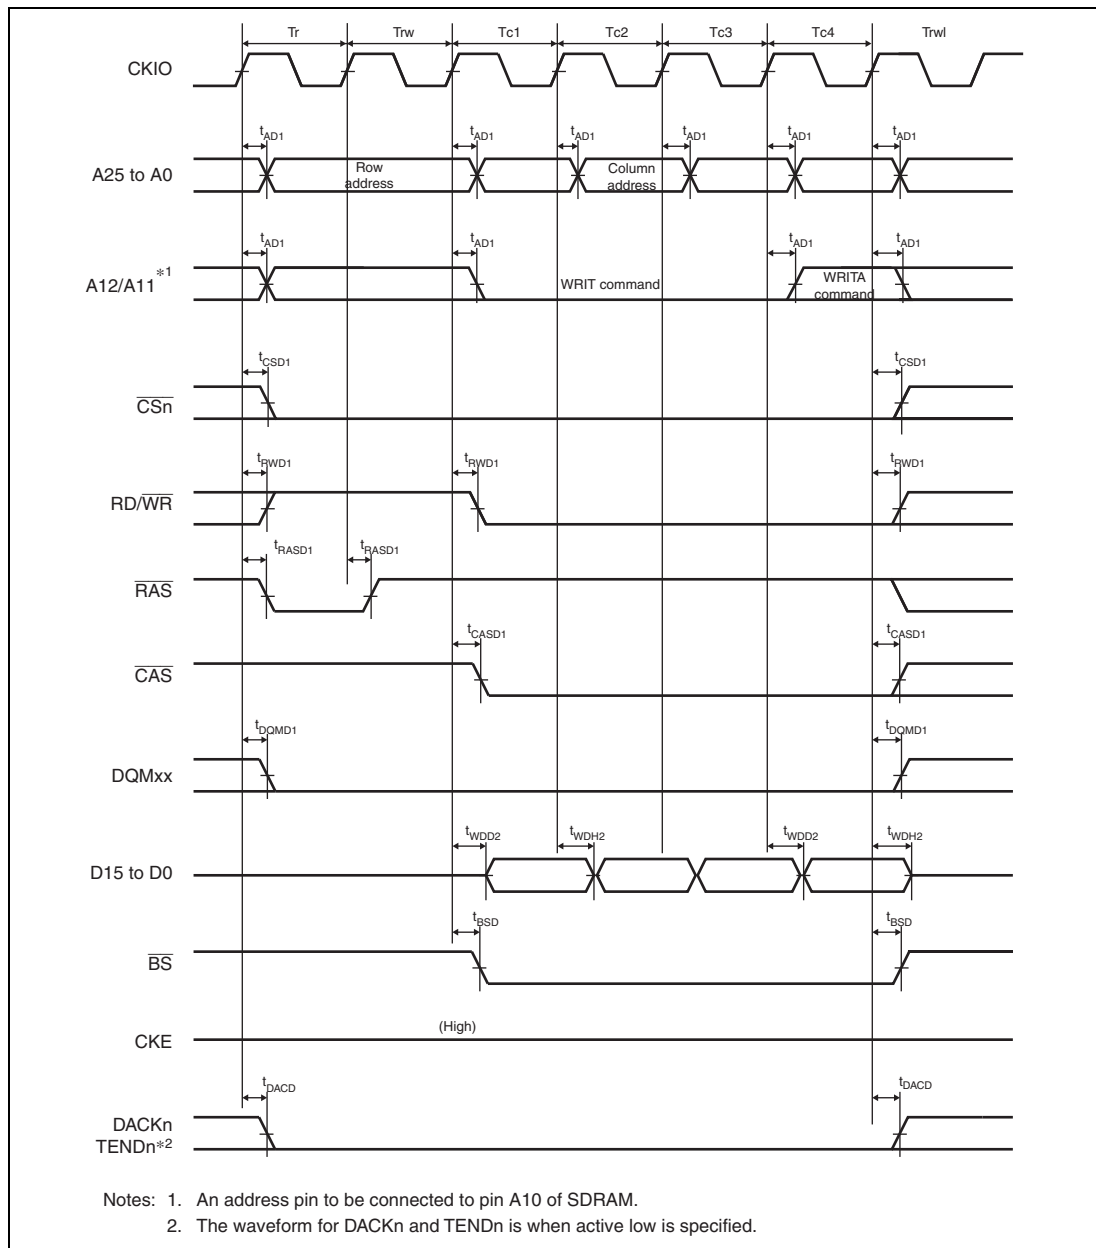 Tr Trw Tc1 Tc2 Tc3 Tc4 Trwl
CKIO
tAD1 tAD1 tAD1 tAD1 tAD1 tAD1
A25 to A0
Row
address
Column
address
tAD1 tAD1 tAD1 tAD1
A12/A11*1
WRIT command
WRITA
command
tCSD1 tCSD1
CSn
tRWD1 tRWD1 tRWD1
RD/WR
tRASD1 tRASD1
RAS
tCASD1 tCASD1
CAS
tDQMD1 tDQMD1
DQMxx
tWDD2 tWDH2 tWDD2 tWDH2
D15 to D0
tBSD tBSD
BS
(High)
CKE
tDACD tDACD
DACKn
TENDn*2
Notes: 1. An address pin to be connected to pin A10 of SDRAM.
2. The waveform for DACKn and TENDn is when active low is specified.